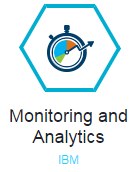 Monitoring and
Analytics
IBM